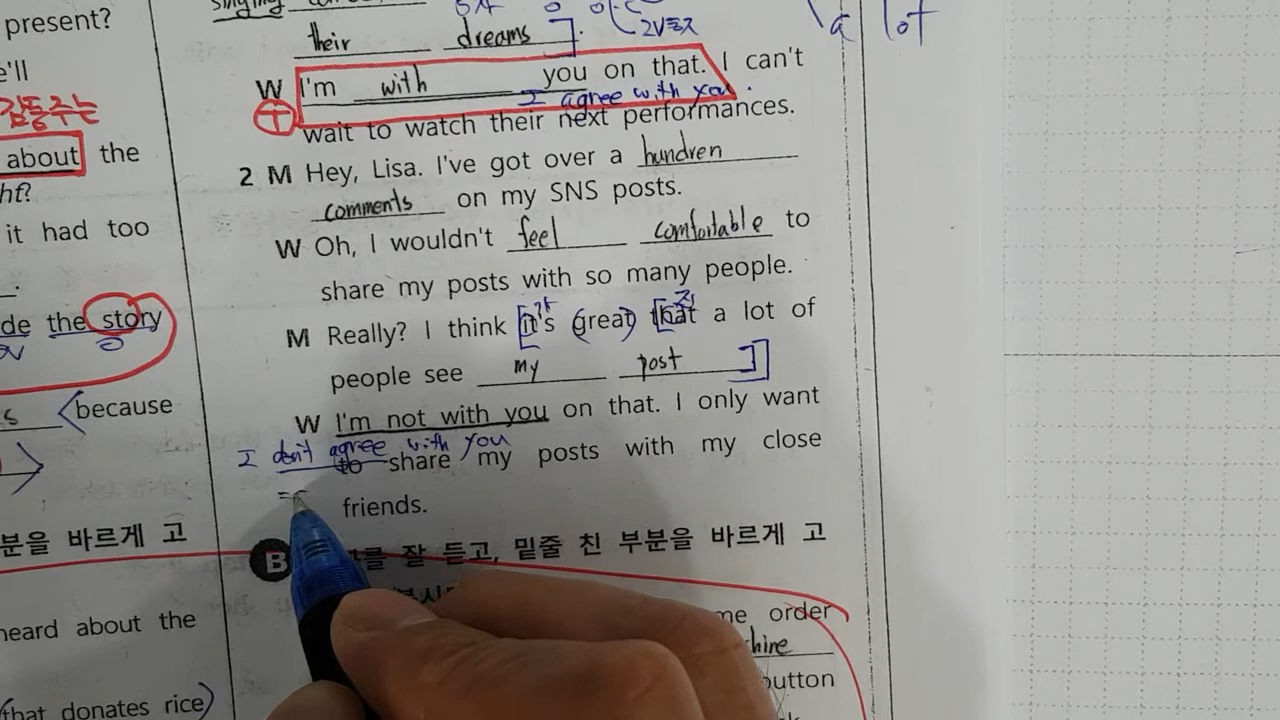 present?
e'll
감동주는
about the
ht?
it had too
de the story
s because
분을 바르게 고
heard about the
(that donates rice)
singing
their dreams
W I'm with you on that. I can't
I agree with you.
wait to watch their next performances.
2 M Hey, Lisa. I've got over a hundren
comments on my SNS posts.
W Oh, I wouldn't feel comfortable to
share my posts with so many people.
M Really? I think it's (great) that a lot of
people see my post
W I'm not with you on that. I only want
I don't agree with you
to share my posts with my close
friends.
B 를 잘 듣고, 밑줄 친 부분을 바르게 고
me order
hine
button
a lot